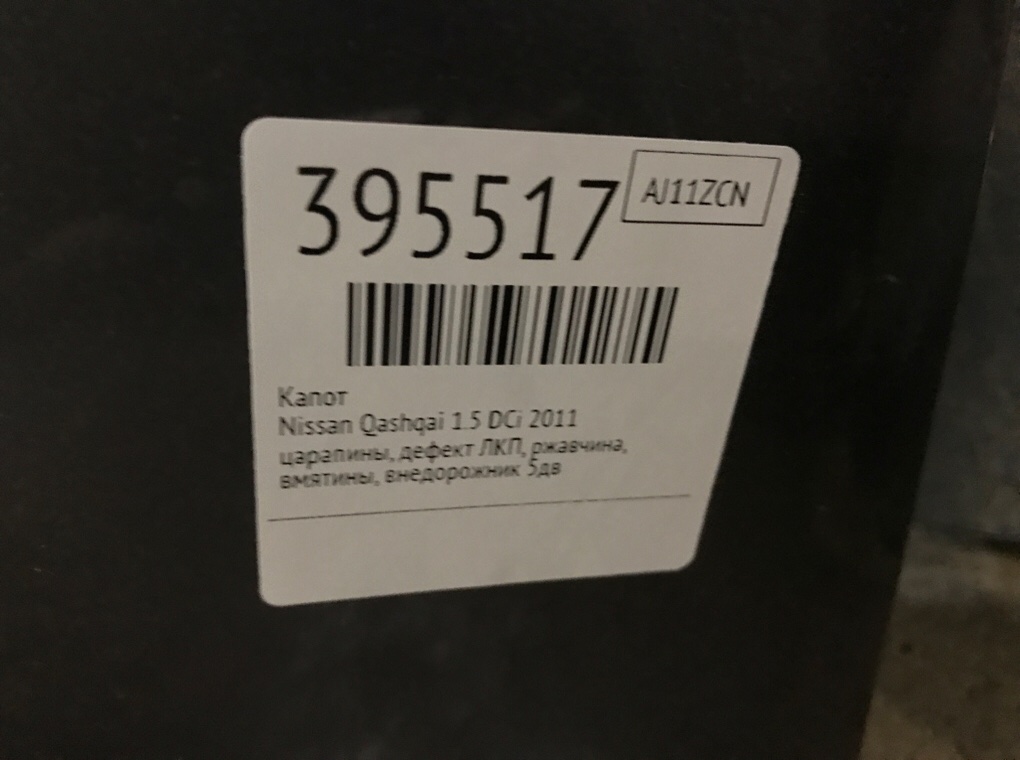 395517
AJ11ZCN
Капот
Nissan Qashqai 1.5 DCi 2011
царапины, дефект ЛКП, ржавчина,
вмятины, внедорожник 5дв